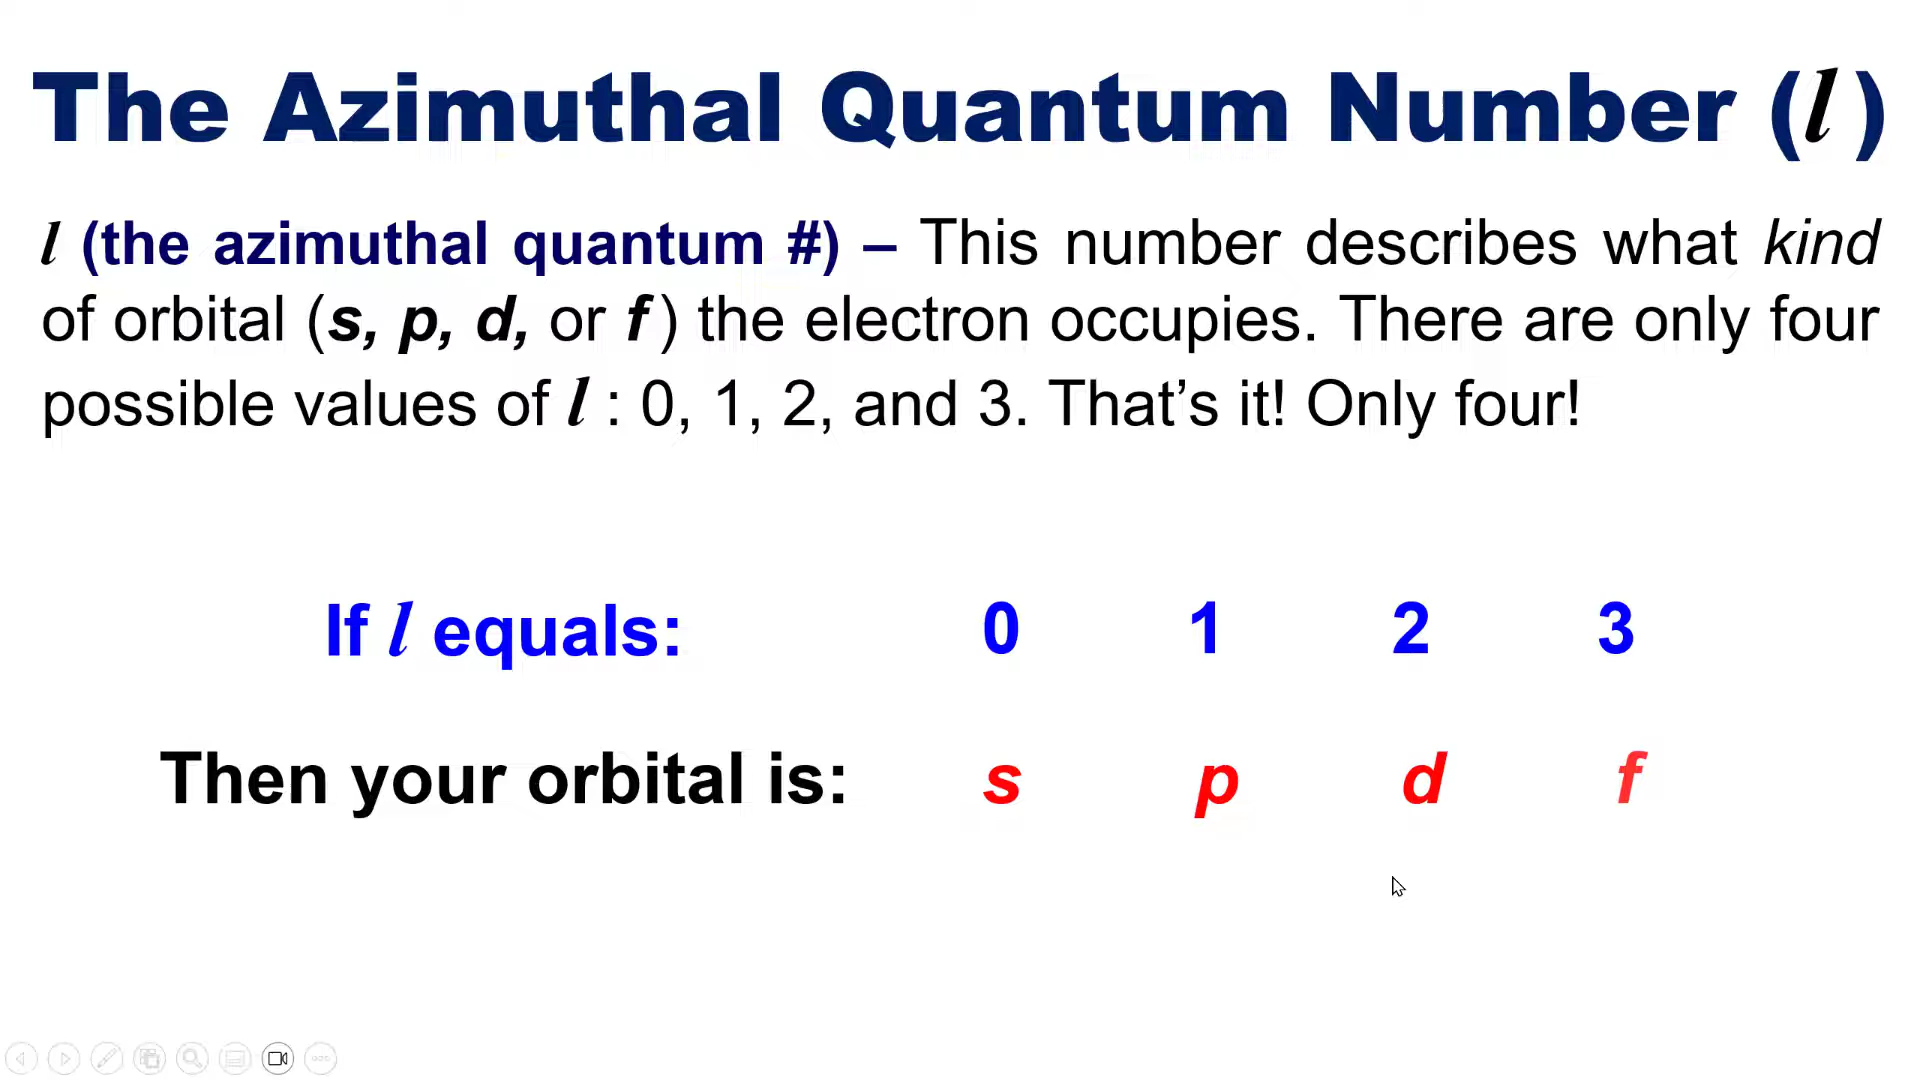 The Azimuthal Quantum Number (l)
l (the azimuthal quantum #) – This number describes what kind
of orbital (s, p, d, or f ) the electron occupies. There are only four
possible values of l : 0, 1, 2, and 3. That’s it! Only four!
If l equals: 0 1 2 3
Then your orbital is: s p d f